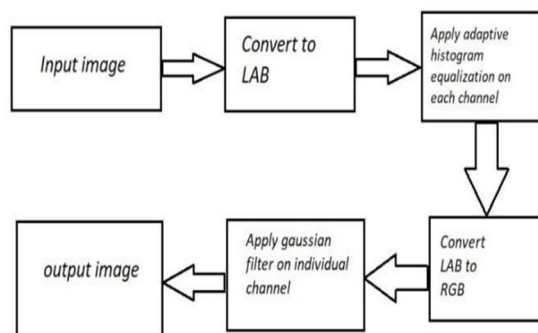 Input image
Convert to
LAB
Apply adaptive
histogram
equalization on
each channel
Convert
LAB to
RGB
Apply gaussian
filter on individual
channel
output image